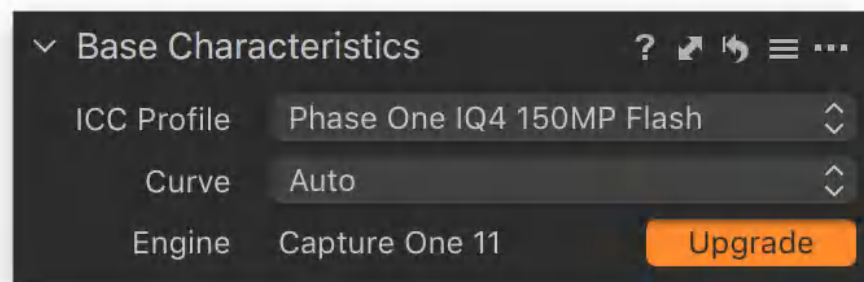 Base Characteristics ?
ICC Profile Phase One IQ4 150MP Flash
Curve Auto
Engine Capture One 11 Upgrade